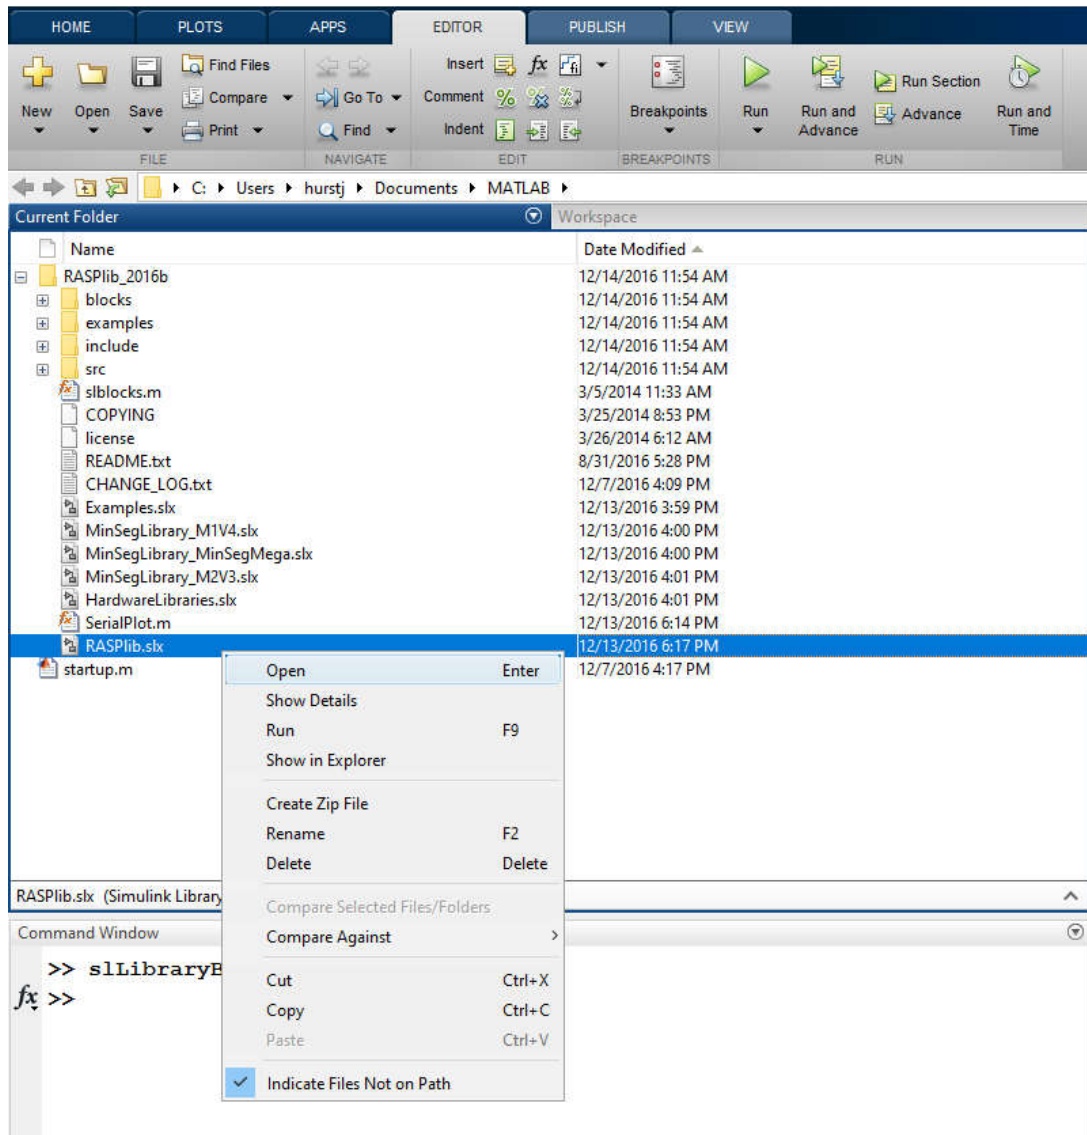 HOME PLOTS APPS EDITOR PUBLISH VIEW
Find Files Insert fx fi
Compare Go To Comment % Run Section
New Open Save Breakpoints Run Run and Advance Run and
Print Find Indent Advance Time
FILE NAVIGATE EDIT BREAKPOINTS RUN
C: Users hurstj Documents MATLAB
Current Folder Workspace
Name Date Modified
RASPlib_2016b 12/14/2016 11:54 AM
blocks 12/14/2016 11:54 AM
examples 12/14/2016 11:54 AM
include 12/14/2016 11:54 AM
src 12/14/2016 11:54 AM
slblocks.m 3/5/2014 11:33 AM
COPYING 3/25/2014 8:53 PM
license 3/26/2014 6:12 AM
README.txt 8/31/2016 5:28 PM
CHANGE_LOG.txt 12/7/2016 4:09 PM
Examples.slx 12/13/2016 3:59 PM
MinSegLibrary_M1V4.slx 12/13/2016 4:00 PM
MinSegLibrary_MinSegMega.slx 12/13/2016 4:00 PM
MinSegLibrary_M2V3.slx 12/13/2016 4:01 PM
HardwareLibraries.slx 12/13/2016 4:01 PM
SerialPlot.m 12/13/2016 6:14 PM
RASPlib.slx 12/13/2016 6:17 PM
startup.m 12/7/2016 4:17 PM
Open Enter
Show Details
Run F9
Show in Explorer
Create Zip File
Rename F2
Delete Delete
RASPlib.slx (Simulink Library
Compare Selected Files/Folders
Command Window
Compare Against
>> slLibraryB
Cut Ctrl+X
fx >>
Copy Ctrl+C
Paste Ctrl+V
Indicate Files Not on Path